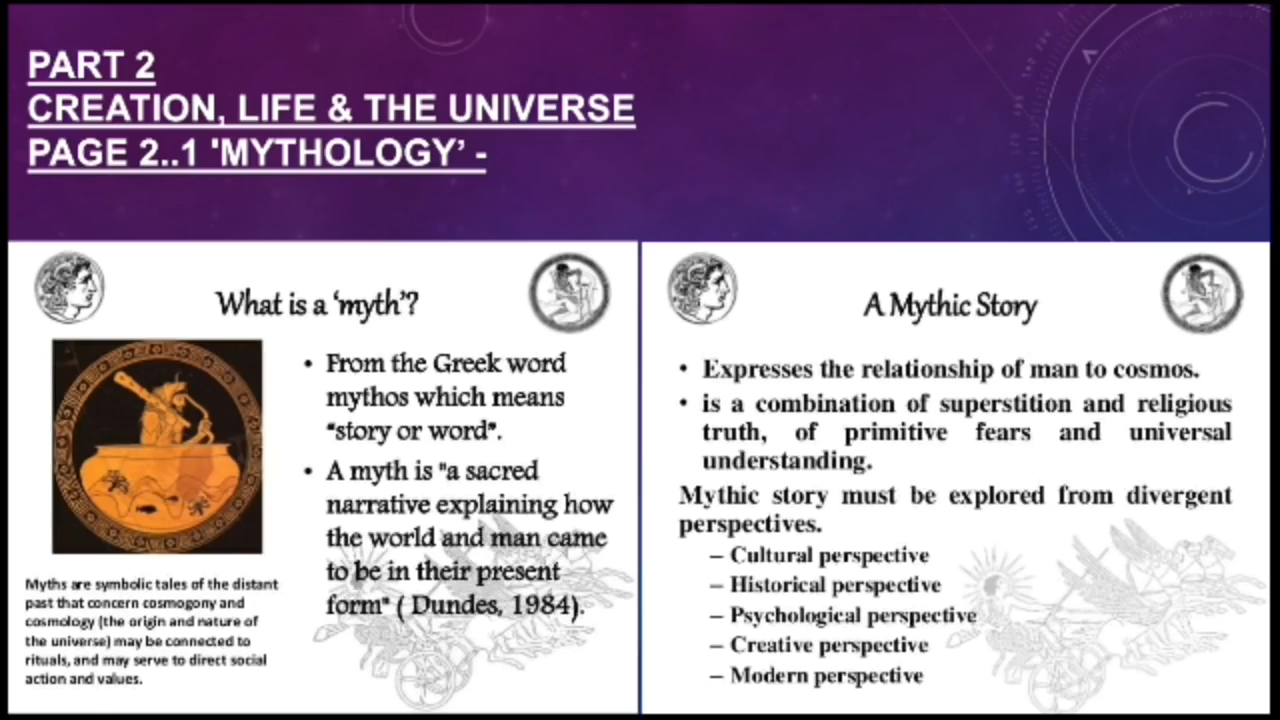 PART 2
CREATION, LIFE & THE UNIVERSE
PAGE 2..1 'MYTHOLOGY’ -
What is a ‘myth’?
• From the Greek word
mythos which means
“story or word”.
• A myth is "a sacred
narrative explaining how
the world and man came
to be in their present
form" ( Dundes, 1984).
Myths are symbolic tales of the distant
past that concern cosmogony and
cosmology (the origin and nature of
the universe) may be connected to
rituals, and may serve to direct social
action and values.
A Mythic Story
• Expresses the relationship of man to cosmos.
• is a combination of superstition and religious
truth, of primitive fears and universal
understanding.
Mythic story must be explored from divergent
perspectives.
– Cultural perspective
– Historical perspective
– Psychological perspective
– Creative perspective
– Modern perspective